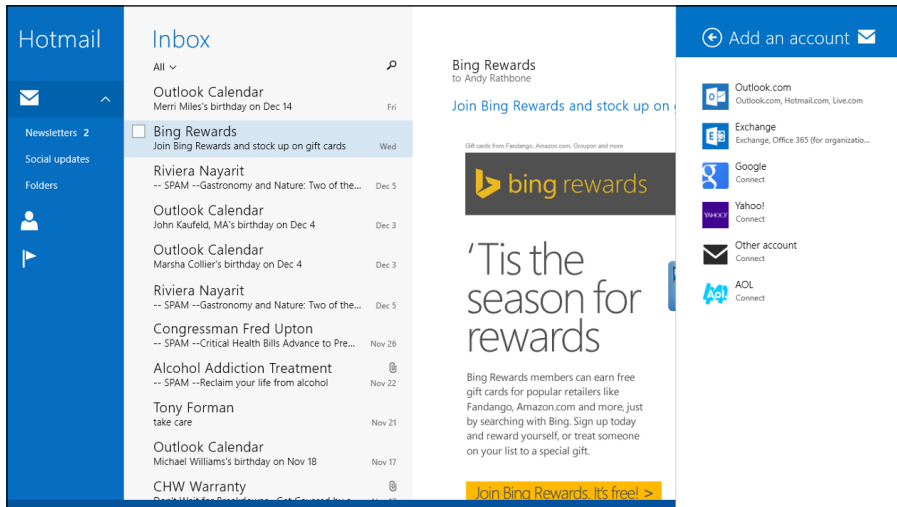 Hotmail
Newsletters 2
Social updates
Folders
Inbox
All
Outlook Calendar
Merri Miles's birthday on Dec 14 Fri
Bing Rewards
Join Bing Rewards and stock up on gift cards Wed
Riviera Nayarit
-- SPAM --Gastronomy and Nature: Two of the... Dec 5
Outlook Calendar
John Kaufeld, MA's birthday on Dec 4 Dec 3
Outlook Calendar
Marsha Collier's birthday on Dec 4 Dec 3
Riviera Nayarit
-- SPAM --Gastronomy and Nature: Two of the... Dec 5
Congressman Fred Upton
-- SPAM --Critical Health Bills Advance to Pre... Nov 26
Alcohol Addiction Treatment
-- SPAM --Reclaim your life from alcohol Nov 22
Tony Forman
take care Nov 21
Outlook Calendar
Michael Williams's birthday on Nov 18 Nov 17
CHW Warranty
Don't Wait for Breakdowns Get Covered by a Nov 17
Bing Rewards
to Andy Rathbone
Join Bing Rewards and stock up on
Gift cards from Fandango, Amazon.com, Groupon and more
bing rewards
'Tis the
season for
rewards
Bing Rewards members can earn free
gift cards for popular retailers like
Fandango, Amazon.com and more, just
by searching with Bing. Sign up today
and reward yourself, or treat someone
on your list to a special gift.
Join Bing Rewards. It's free! >
Add an account
Outlook.com
Outlook.com, Hotmail.com, Live.com
Exchange
Exchange, Office 365 (for organizatio...
Google
Connect
Yahoo!
Connect
YAHOO!
Other account
Connect
AOL
Connect
Aol.